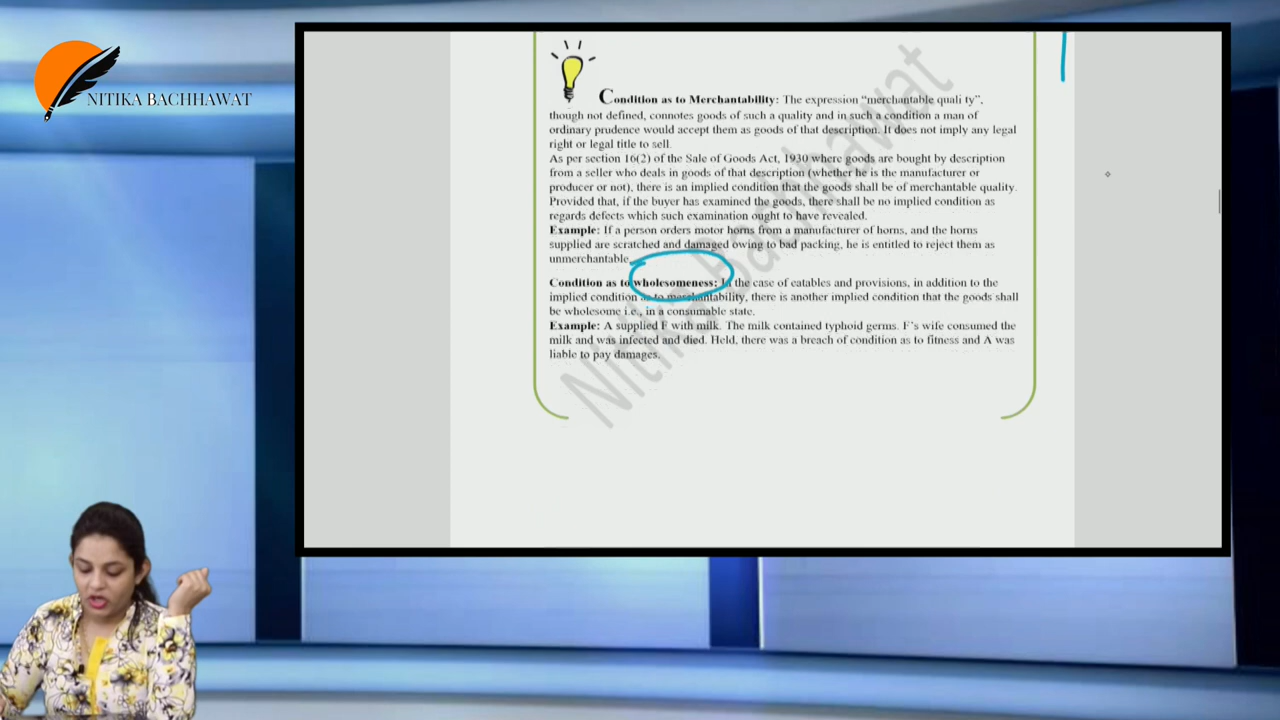 NITIKA BACHHAWAT
Condition as to Merchantability: The expression “merchantable quali ty”,
though not defined, connotes goods of such a quality and in such a condition a man of
ordinary prudence would accept them as goods of that description. It does not imply any legal
right or legal title to sell.
As per section 16(2) of the Sale of Goods Act, 1930 where goods are bought by description
from a seller who deals in goods of that description (whether he is the manufacturer or
producer or not), there is an implied condition that the goods shall be of merchantable quality.
Provided that, if the buyer has examined the goods, there shall be no implied condition as
regards defects which such examination ought to have revealed.
Example: If a person orders motor horns from a manufacturer of horns, and the horns
supplied are scratched and damaged owing to bad packing, he is entitled to reject them as
unmerchantable.
Condition as to wholesomeness: In the case of eatables and provisions, in addition to the
implied condition as to merchantability, there is another implied condition that the goods shall
be wholesome i.e., in a consumable state.
Example: A supplied F with milk. The milk contained typhoid germs. F’s wife consumed the
milk and was infected and died. Held, there was a breach of condition as to fitness and A was
liable to pay damages.
Nitika Bachhawat